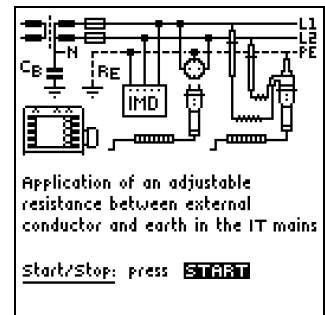 L1
L2
N
PE
CB
RE
IMD
Application of an adjustable
resistance between external
conductor and earth in the IT mains
Start/Stop: press START